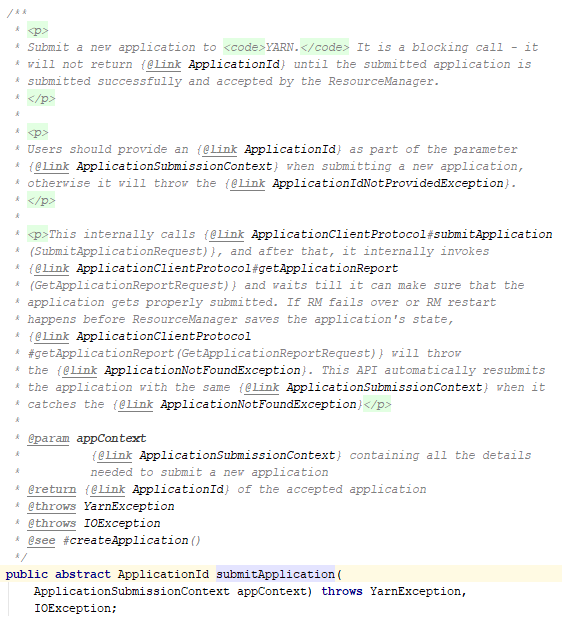 /**
 * <p>
 * Submit a new application to <code>YARN.</code> It is a blocking call - it
 * will not return {@link ApplicationId} until the submitted application is
 * submitted successfully and accepted by the ResourceManager.
 * </p>
 *
 * <p>
 * Users should provide an {@link ApplicationId} as part of the parameter
 * {@link ApplicationSubmissionContext} when submitting a new application,
 * otherwise it will throw the {@link ApplicationIdNotProvidedException}.
 * </p>
 *
 * <p>This internally calls {@link ApplicationClientProtocol#submitApplication
 * (SubmitApplicationRequest)}, and after that, it internally invokes
 * {@link ApplicationClientProtocol#getApplicationReport
 * (GetApplicationReportRequest)} and waits till it can make sure that the
 * application gets properly submitted. If RM fails over or RM restart
 * happens before ResourceManager saves the application's state,
 * {@link ApplicationClientProtocol
 * #getApplicationReport(GetApplicationReportRequest)} will throw
 * the {@link ApplicationNotFoundException}. This API automatically resubmits
 * the application with the same {@link ApplicationSubmissionContext} when it
 * catches the {@link ApplicationNotFoundException}</p>
 *
 * @param appContext
 *          {@link ApplicationSubmissionContext} containing all the details
 *          needed to submit a new application
 * @return {@link ApplicationId} of the accepted application
 * @throws YarnException
 * @throws IOException
 * @see #createApplication()
 */
public abstract ApplicationId submitApplication(
    ApplicationSubmissionContext appContext) throws YarnException,
    IOException;